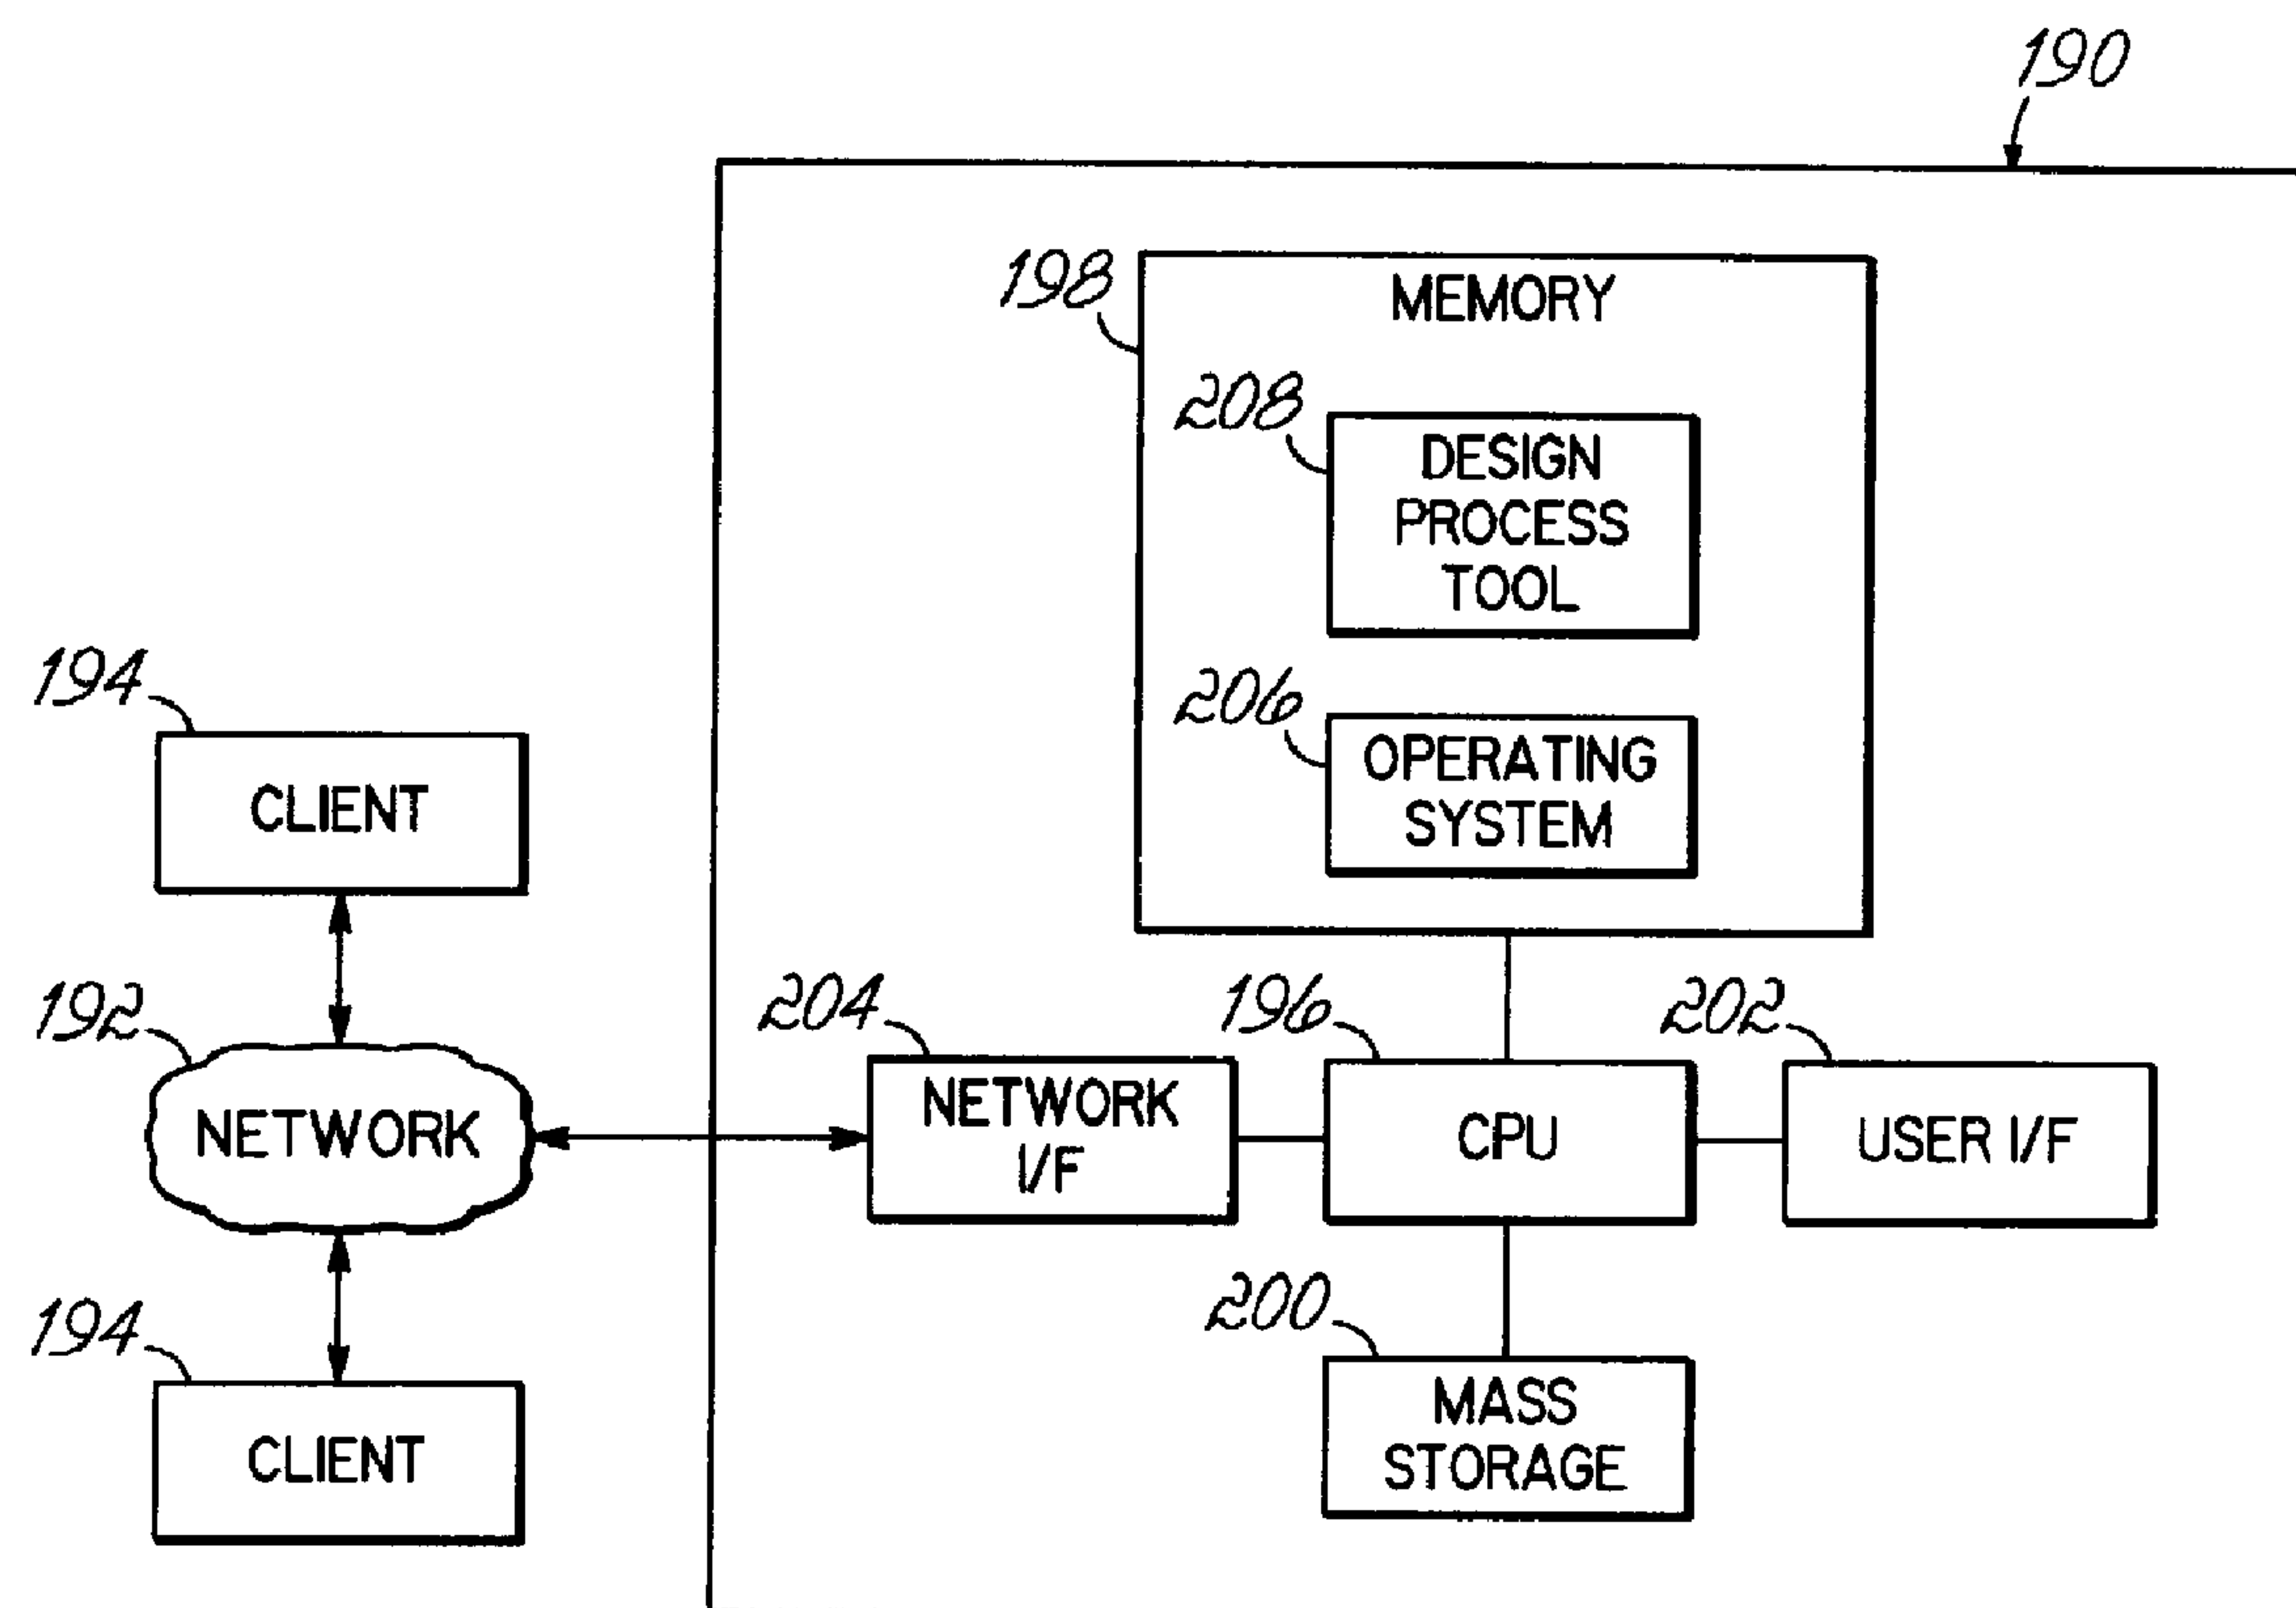 190
198
MEMORY
208
DESIGN
PROCESS
TOOL
206
OPERATING
SYSTEM
194
CLIENT
192
NETWORK
204
NETWORK
I/F
196
CPU
202
USER I/F
200
MASS
STORAGE
194
CLIENT